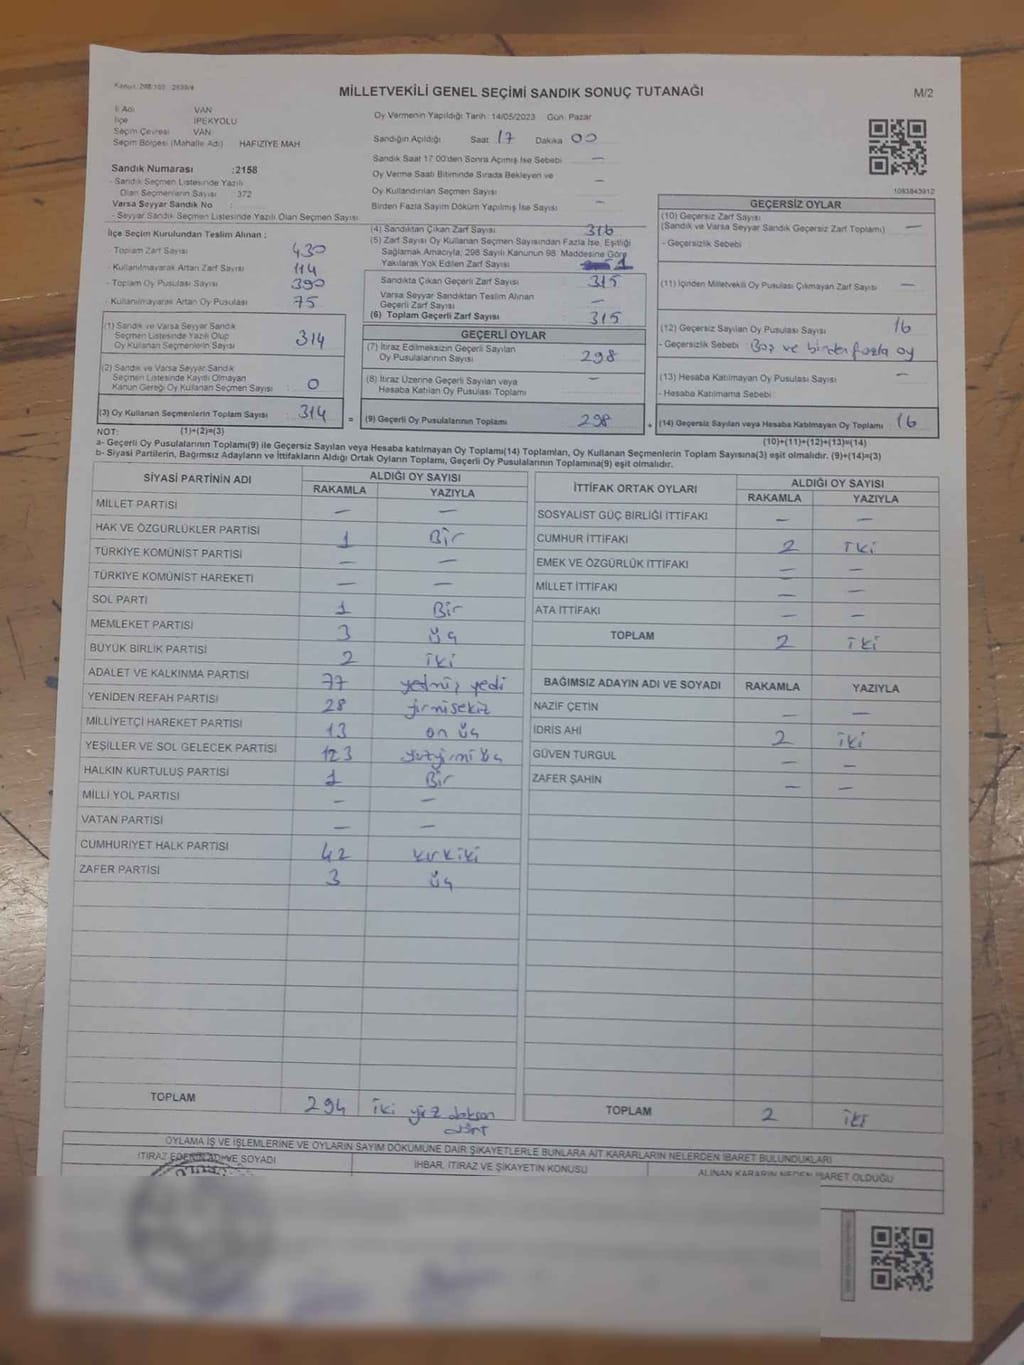 Kanun: 298.105 2839/4
MİLLETVEKİLİ GENEL SEÇİMİ SANDIK SONUÇ TUTANAĞI
M/2
İl Adı VAN
İlçe İPEKYOLU
Seçim Çevresi VAN
Seçim Bölgesi (Mahalle Adı) HAFIZİYE MAH
Sandık Numarası :2158
- Sandık Seçmen Listesinde Yazılı
Olan Seçmenlerin Sayısı : 372
Varsa Seyyar Sandık No
- Seyyar Sandık Seçmen Listesinde Yazılı Olan Seçmen Sayısı
Oy Vermenin Yapıldığı Tarih : 14/05/2023 Gün: Pazar
Sandığın Açıldığı Saat 17 Dakika 00
Sandık Saat 17:00'den Sonra Açımış İse Sebebi —
Oy Verme Saati Bitiminde Sırada Bekleyen ve
Oy Kullandırılan Seçmen Sayısı —
Birden Fazla Sayım Döküm Yapılmış İse Sayısı —
1083843912
İlçe Seçim Kurulundan Teslim Alınan :
- Toplam Zarf Sayısı 430
- Kullanılmayarak Artan Zarf Sayısı 114
- Toplam Oy Pusulası Sayısı 390
- Kullanılmayarak Artan Oy Pusulası 75
(1) Sandık ve Varsa Seyyar Sandık
Seçmen Listesinde Yazılı Olup
Oy Kullanan Seçmenlerin Sayısı 314
(2) Sandık ve Varsa Seyyar Sandık
Seçmen Listesinde Kayıtlı Olmayan
Kanun Gereği Oy Kullanan Seçmen Sayısı 0
(3) Oy Kullanan Seçmenlerin Toplam Sayısı 314
(4) Sandıktan Çıkan Zarf Sayısı 316
(5) Zarf Sayısı Oy Kullanan Seçmen Sayısından Fazla İse, Eşitliği
Sağlamak Amacıyla, 298 Sayılı Kanunun 98. Maddesine Göre
Yakılarak Yok Edilen Zarf Sayısı 1
Sandıkta Çıkan Geçerli Zarf Sayısı 315
Varsa Seyyar Sandıktan Teslim Alınan
Geçerli Zarf Sayısı —
(6) Toplam Geçerli Zarf Sayısı 315
GEÇERLİ OYLAR
(7) İtiraz Edilmeksizin Geçerli Sayılan
Oy Pusulalarının Sayısı 298
(8) İtiraz Üzerine Geçerli Sayılan veya
Hesaba Katılan Oy Pusulaları Toplamı —
= (9) Geçerli Oy Pusulalarının Toplamı 298
GEÇERSİZ OYLAR
(10) Geçersiz Zarf Sayısı
(Sandık ve Varsa Seyyar Sandık Geçersiz Zarf Toplamı) —
- Geçersizlik Sebebi
(11) İçinden Milletvekili Oy Pusulası Çıkmayan Zarf Sayısı —
(12) Geçersiz Sayılan Oy Pusulası Sayısı 16
- Geçersizlik Sebebi Boş ve birden fazla oy
(13) Hesaba Katılmayan Oy Pusulası Sayısı —
- Hesaba Katılmama Sebebi
+ (14) Geçersiz Sayılan veya Hesaba Katılmayan Oy Toplamı 16
NOT: (1)+(2)=(3)
(10)+(11)+(12)+(13)=(14)
a- Geçerli Oy Pusulalarının Toplamı(9) ile Geçersiz Sayılan veya Hesaba katılmayan Oy Toplamı(14) Toplamları, Oy Kullanan Seçmenlerin Toplam Sayısına(3) eşit olmalıdır. (9)+(14)=(3)
b- Siyasi Partilerin, Bağımsız Adayların ve İttifakların Aldığı Ortak Oyların Toplamı, Geçerli Oy Pusulalarının Toplamına(9) eşit olmalıdır.
SİYASİ PARTİNİN ADI ALDIĞI OY SAYISI
RAKAMLA YAZIYLA
MİLLET PARTİSİ — —
HAK VE ÖZGÜRLÜKLER PARTİSİ 1 Bir
TÜRKİYE KOMÜNİST PARTİSİ — —
TÜRKİYE KOMÜNİST HAREKETİ — —
SOL PARTİ 1 Bir
MEMLEKET PARTİSİ 3 üç
BÜYÜK BİRLİK PARTİSİ 2 iki
ADALET VE KALKINMA PARTİSİ 77 yetmiş yedi
YENİDEN REFAH PARTİSİ 28 yirmisekiz
MİLLİYETÇİ HAREKET PARTİSİ 13 on üç
YEŞİLLER VE SOL GELECEK PARTİSİ 123 yüzyirmi üç
HALKIN KURTULUŞ PARTİSİ 1 Bir
MİLLİ YOL PARTİSİ — —
VATAN PARTİSİ — —
CUMHURİYET HALK PARTİSİ 42 kırkiki
ZAFER PARTİSİ 3 üç
TOPLAM 294 iki yüz doksan
dört
İTTİFAK ORTAK OYLARI ALDIĞI OY SAYISI
RAKAMLA YAZIYLA
SOSYALİST GÜÇ BİRLİĞİ İTTİFAKI — —
CUMHUR İTTİFAKI 2 iki
EMEK VE ÖZGÜRLÜK İTTİFAKI — —
MİLLET İTTİFAKI — —
ATA İTTİFAKI — —
TOPLAM 2 iki
BAĞIMSIZ ADAYIN ADI VE SOYADI RAKAMLA YAZIYLA
NAZİF ÇETİN — —
İDRİS AHİ 2 iki
GÜVEN TURGUL — —
ZAFER ŞAHİN — —
TOPLAM 2 iki
OYLAMA İŞ VE İŞLEMLERİNE VE OYLARIN SAYIM DÖKÜMÜNE DAİR ŞİKAYETLERLE BUNLARA AİT KARARLARIN NELERDEN İBARET BULUNDUKLARI
İTİRAZ EDENİN ADI VE SOYADI İHBAR, İTİRAZ VE ŞİKAYETİN KONUSU ALINAN KARARIN NEDEN İBARET OLDUĞU